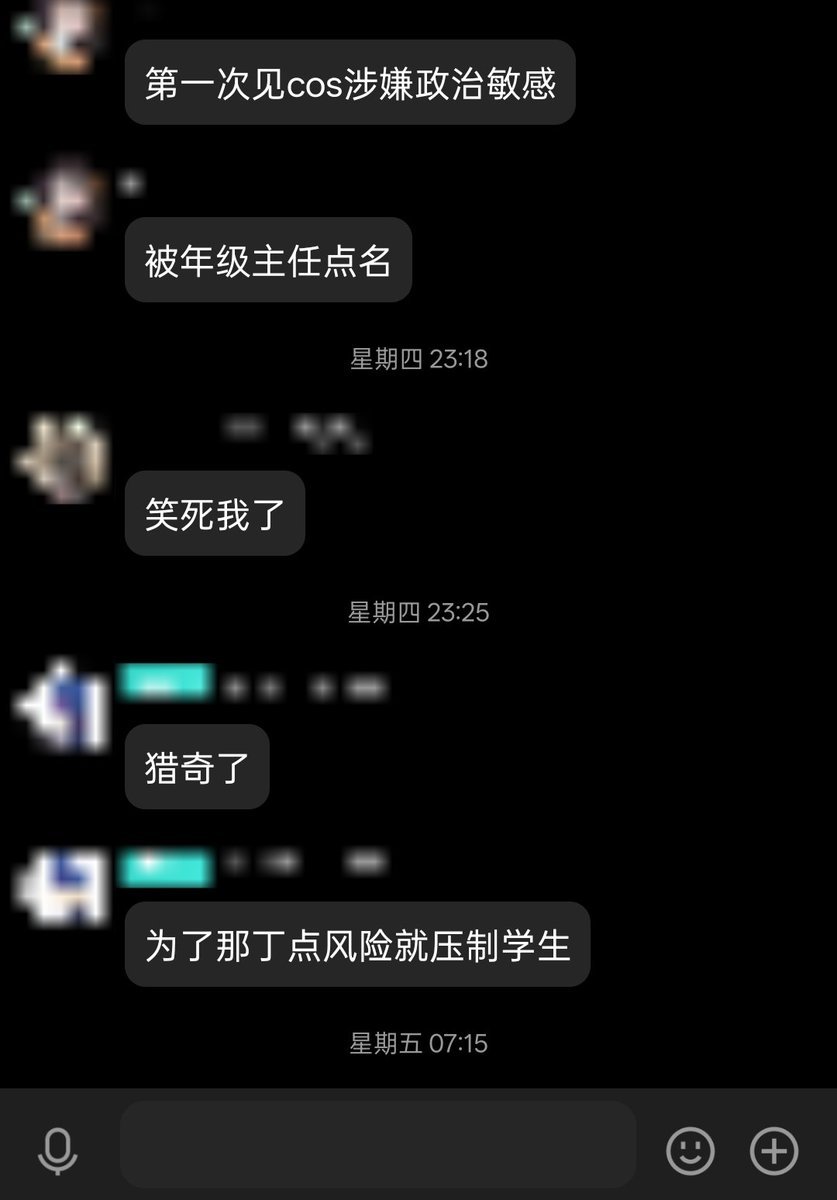 第一次见cos涉嫌政治敏感
被年级主任点名
星期四 23:18
笑死我了
星期四 23:25
猎奇了
为了那丁点风险就压制学生
星期五 07:15